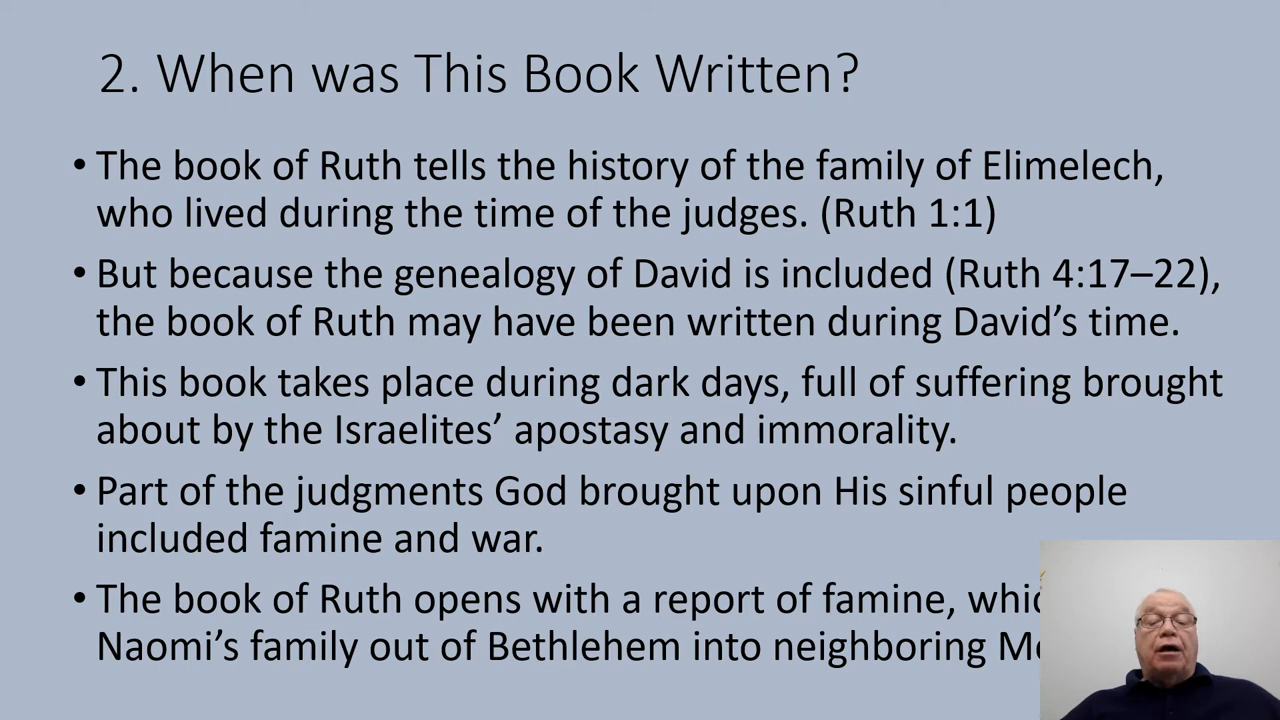 2. When was This Book Written?
• The book of Ruth tells the history of the family of Elimelech,
who lived during the time of the judges. (Ruth 1:1)
• But because the genealogy of David is included (Ruth 4:17–22),
the book of Ruth may have been written during David’s time.
• This book takes place during dark days, full of suffering brought
about by the Israelites’ apostasy and immorality.
• Part of the judgments God brought upon His sinful people
included famine and war.
• The book of Ruth opens with a report of famine,
Naomi’s family out of Bethlehem into neighboring